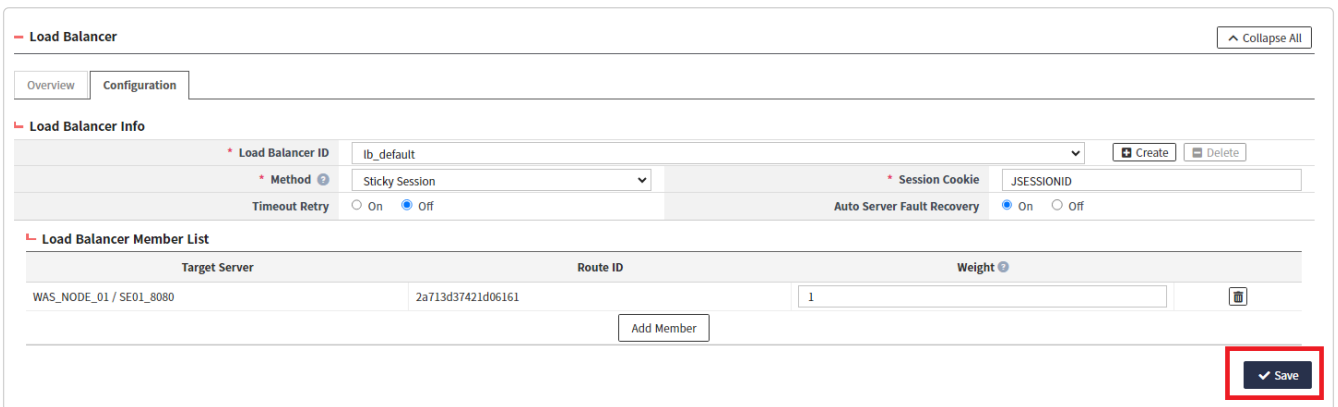 Load Balancer
Collapse All
Overview Configuration
Load Balancer Info
* Load Balancer ID lb_default Create Delete
* Method ? Sticky Session * Session Cookie JSESSIONID
Timeout Retry On Off Auto Server Fault Recovery On Off
Load Balancer Member List
Target Server Route ID Weight ?
WAS_NODE_01 / SE01_8080 2a713d37421d06161 1
Add Member
Save